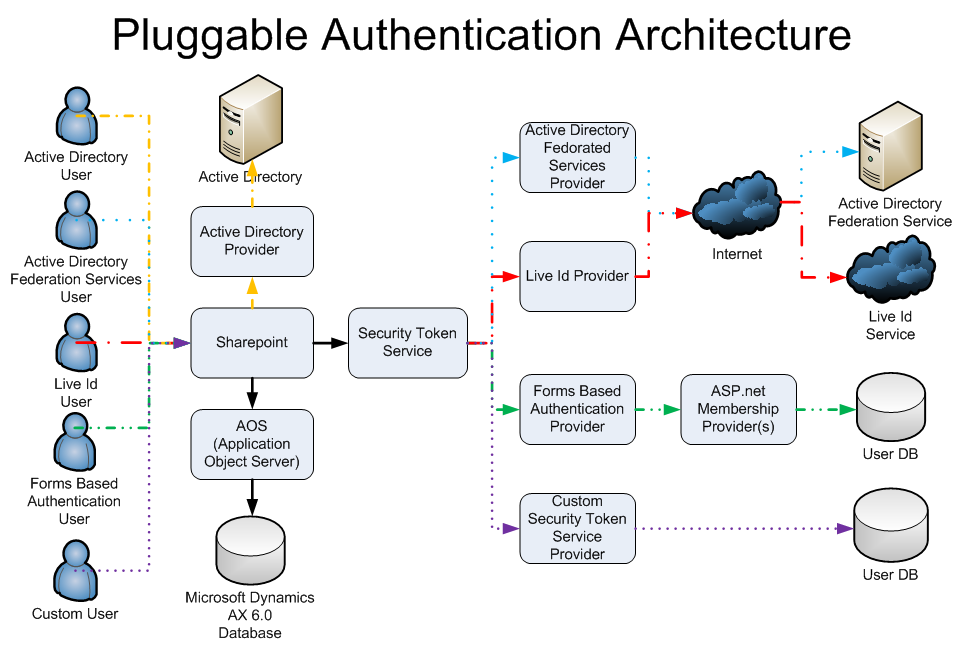 Pluggable Authentication Architecture
Active Directory
User
Active Directory
Federation Services
User
Live Id
User
Forms Based
Authentication
User
Custom User
Active Directory
Active Directory
Provider
Sharepoint
AOS
(Application
Object Server)
Microsoft Dynamics
AX 6.0
Database
Security Token
Service
Active Directory
Fedorated
Services
Provider
Live Id Provider
Forms Based
Authentication
Provider
Custom
Security Token
Service
Provider
ASP.net
Membership
Provider(s)
Internet
Active Directory
Federation Service
Live Id
Service
User DB
User DB